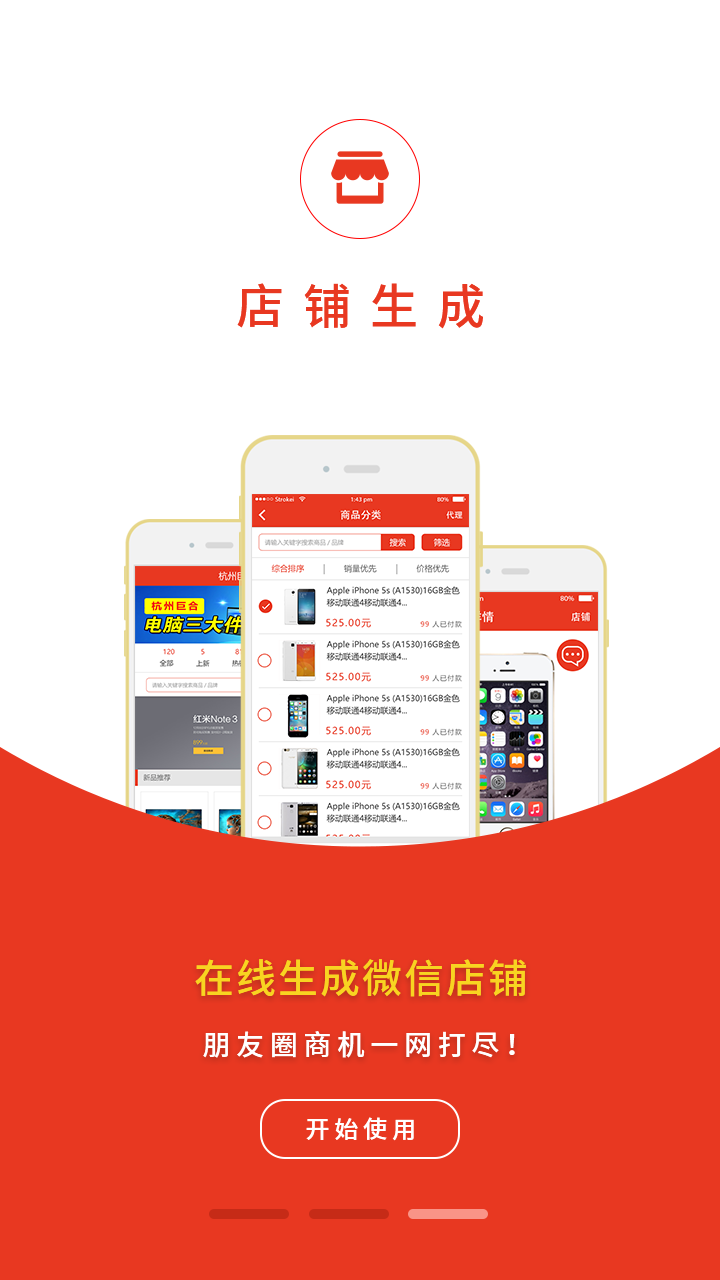 店铺生成
Strokei
1:43 pm
80%
商品分类
代理
请输入关键字搜索商品 / 品牌
搜索
筛选
综合排序
销量优先
价格优先
Apple iPhone 5s (A1530)16GB金色
移动联通4移动联通4...
525.00元
99 人已付款
Apple iPhone 5s (A1530)16GB金色
移动联通4移动联通4...
525.00元
99 人已付款
Apple iPhone 5s (A1530)16GB金色
移动联通4移动联通4...
525.00元
99 人已付款
Apple iPhone 5s (A1530)16GB金色
移动联通4移动联通4...
525.00元
99 人已付款
Apple iPhone 5s (A1530)16GB金色
移动联通4移动联通4...
杭州
杭州巨合
电脑三大件
120
5
全部
上新
请输入关键字搜索商品 / 品牌
红米Note 3
新品推荐
80%
情
店铺
在线生成微信店铺
朋友圈商机一网打尽！
开始使用